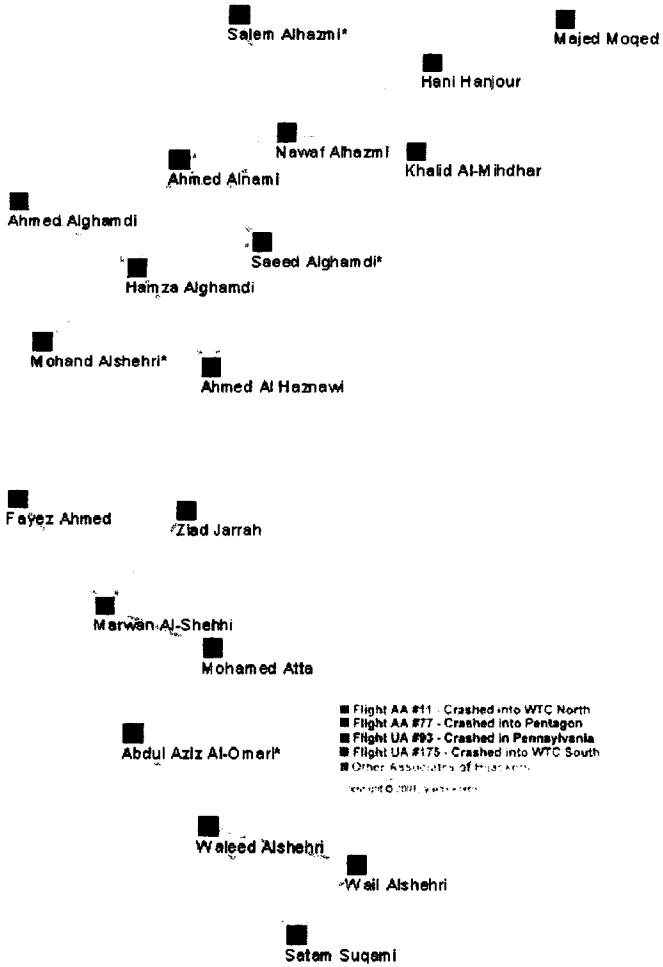 Salem Alhazmi*
Majed Moqed
Hani Hanjour
Nawaf Alhazmi
Khalid Al-Mihdhar
Ahmed Alnami
Ahmed Alghamdi
Saeed Alghamdi*
Hamza Alghamdi
Mohand Alshehri*
Ahmed Al Haznawi
Fayez Ahmed
Ziad Jarrah
Marwan Al-Shehhi
Mohamed Atta
Flight AA #11 - Crashed into WTC North
Flight AA #77 - Crashed into Pentagon
Flight UA #93 - Crashed in Pennsylvania
Flight UA #175 - Crashed into WTC South
Other Associates of Hijackers
Abdul Aziz Al-Omari*
Copyright © 2001,
Waleed Alshehri
Wail Alshehri
Satam Suqami